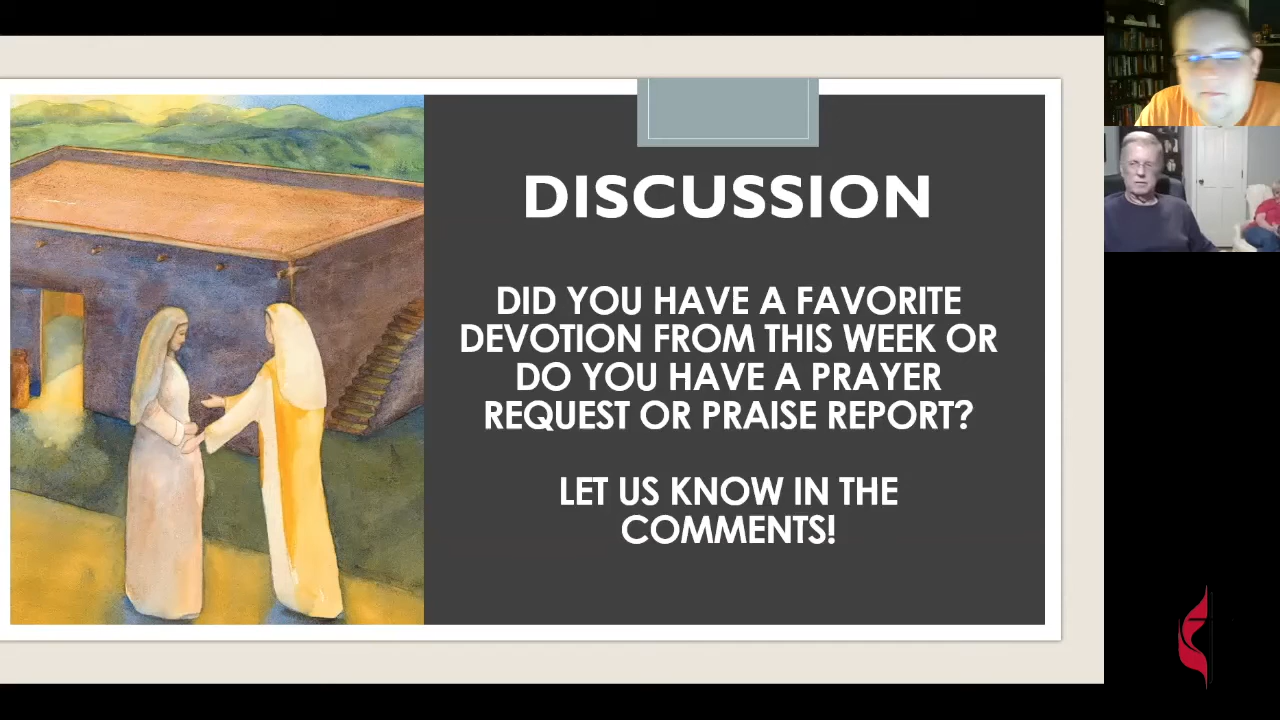 DISCUSSION
DID YOU HAVE A FAVORITE
DEVOTION FROM THIS WEEK OR
DO YOU HAVE A PRAYER
REQUEST OR PRAISE REPORT?
LET US KNOW IN THE
COMMENTS!